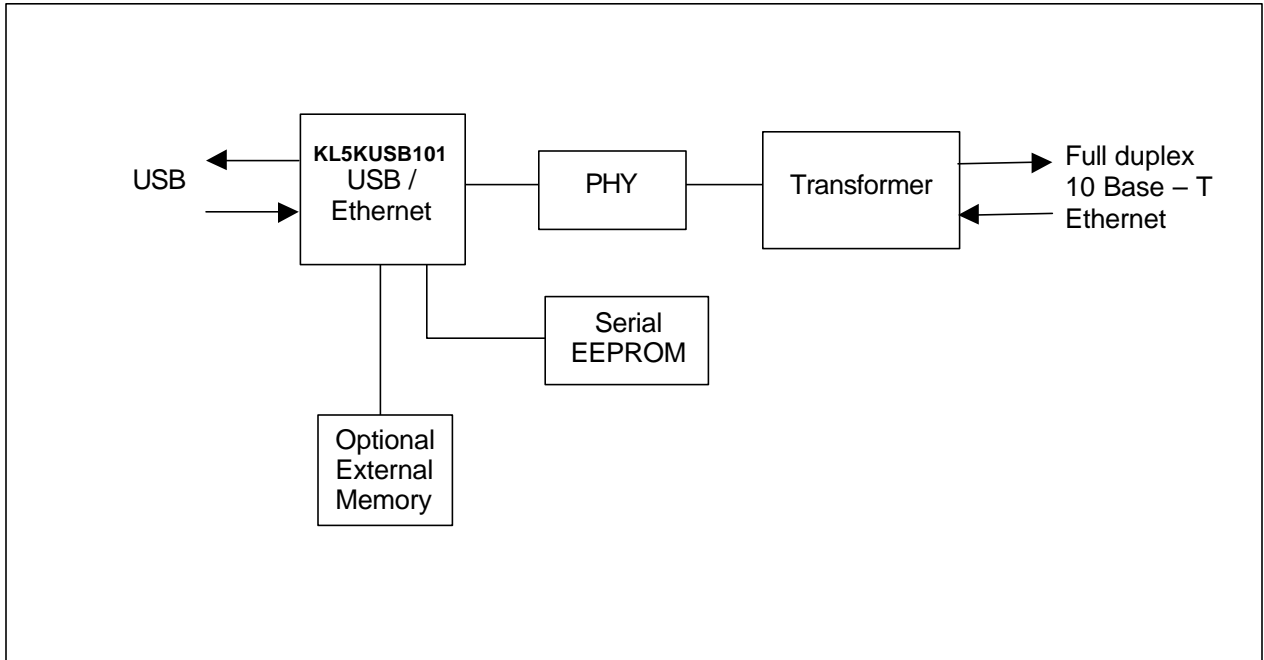 USB
KL5KUSB101
USB /
Ethernet
PHY
Transformer
Full duplex
10 Base – T
Ethernet
Serial
EEPROM
Optional
External
Memory